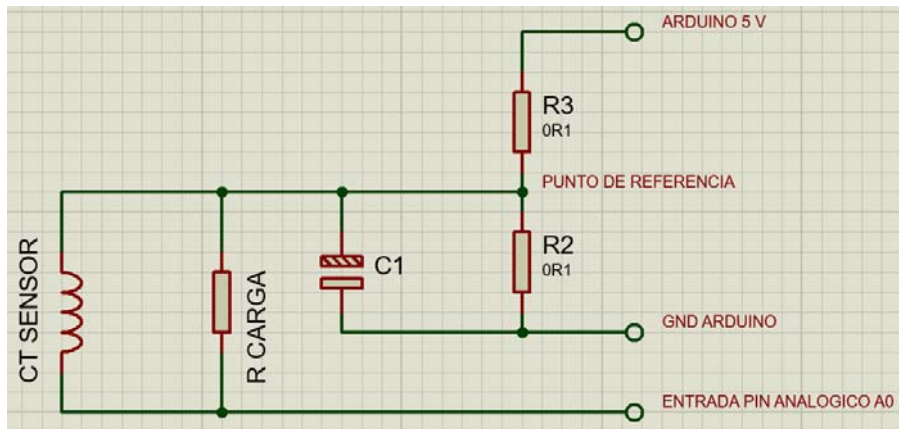 ARDUINO 5 V
R3
0R1
PUNTO DE REFERENCIA
CT SENSOR
R CARGA
C1
R2
0R1
GND ARDUINO
ENTRADA PIN ANALOGICO A0